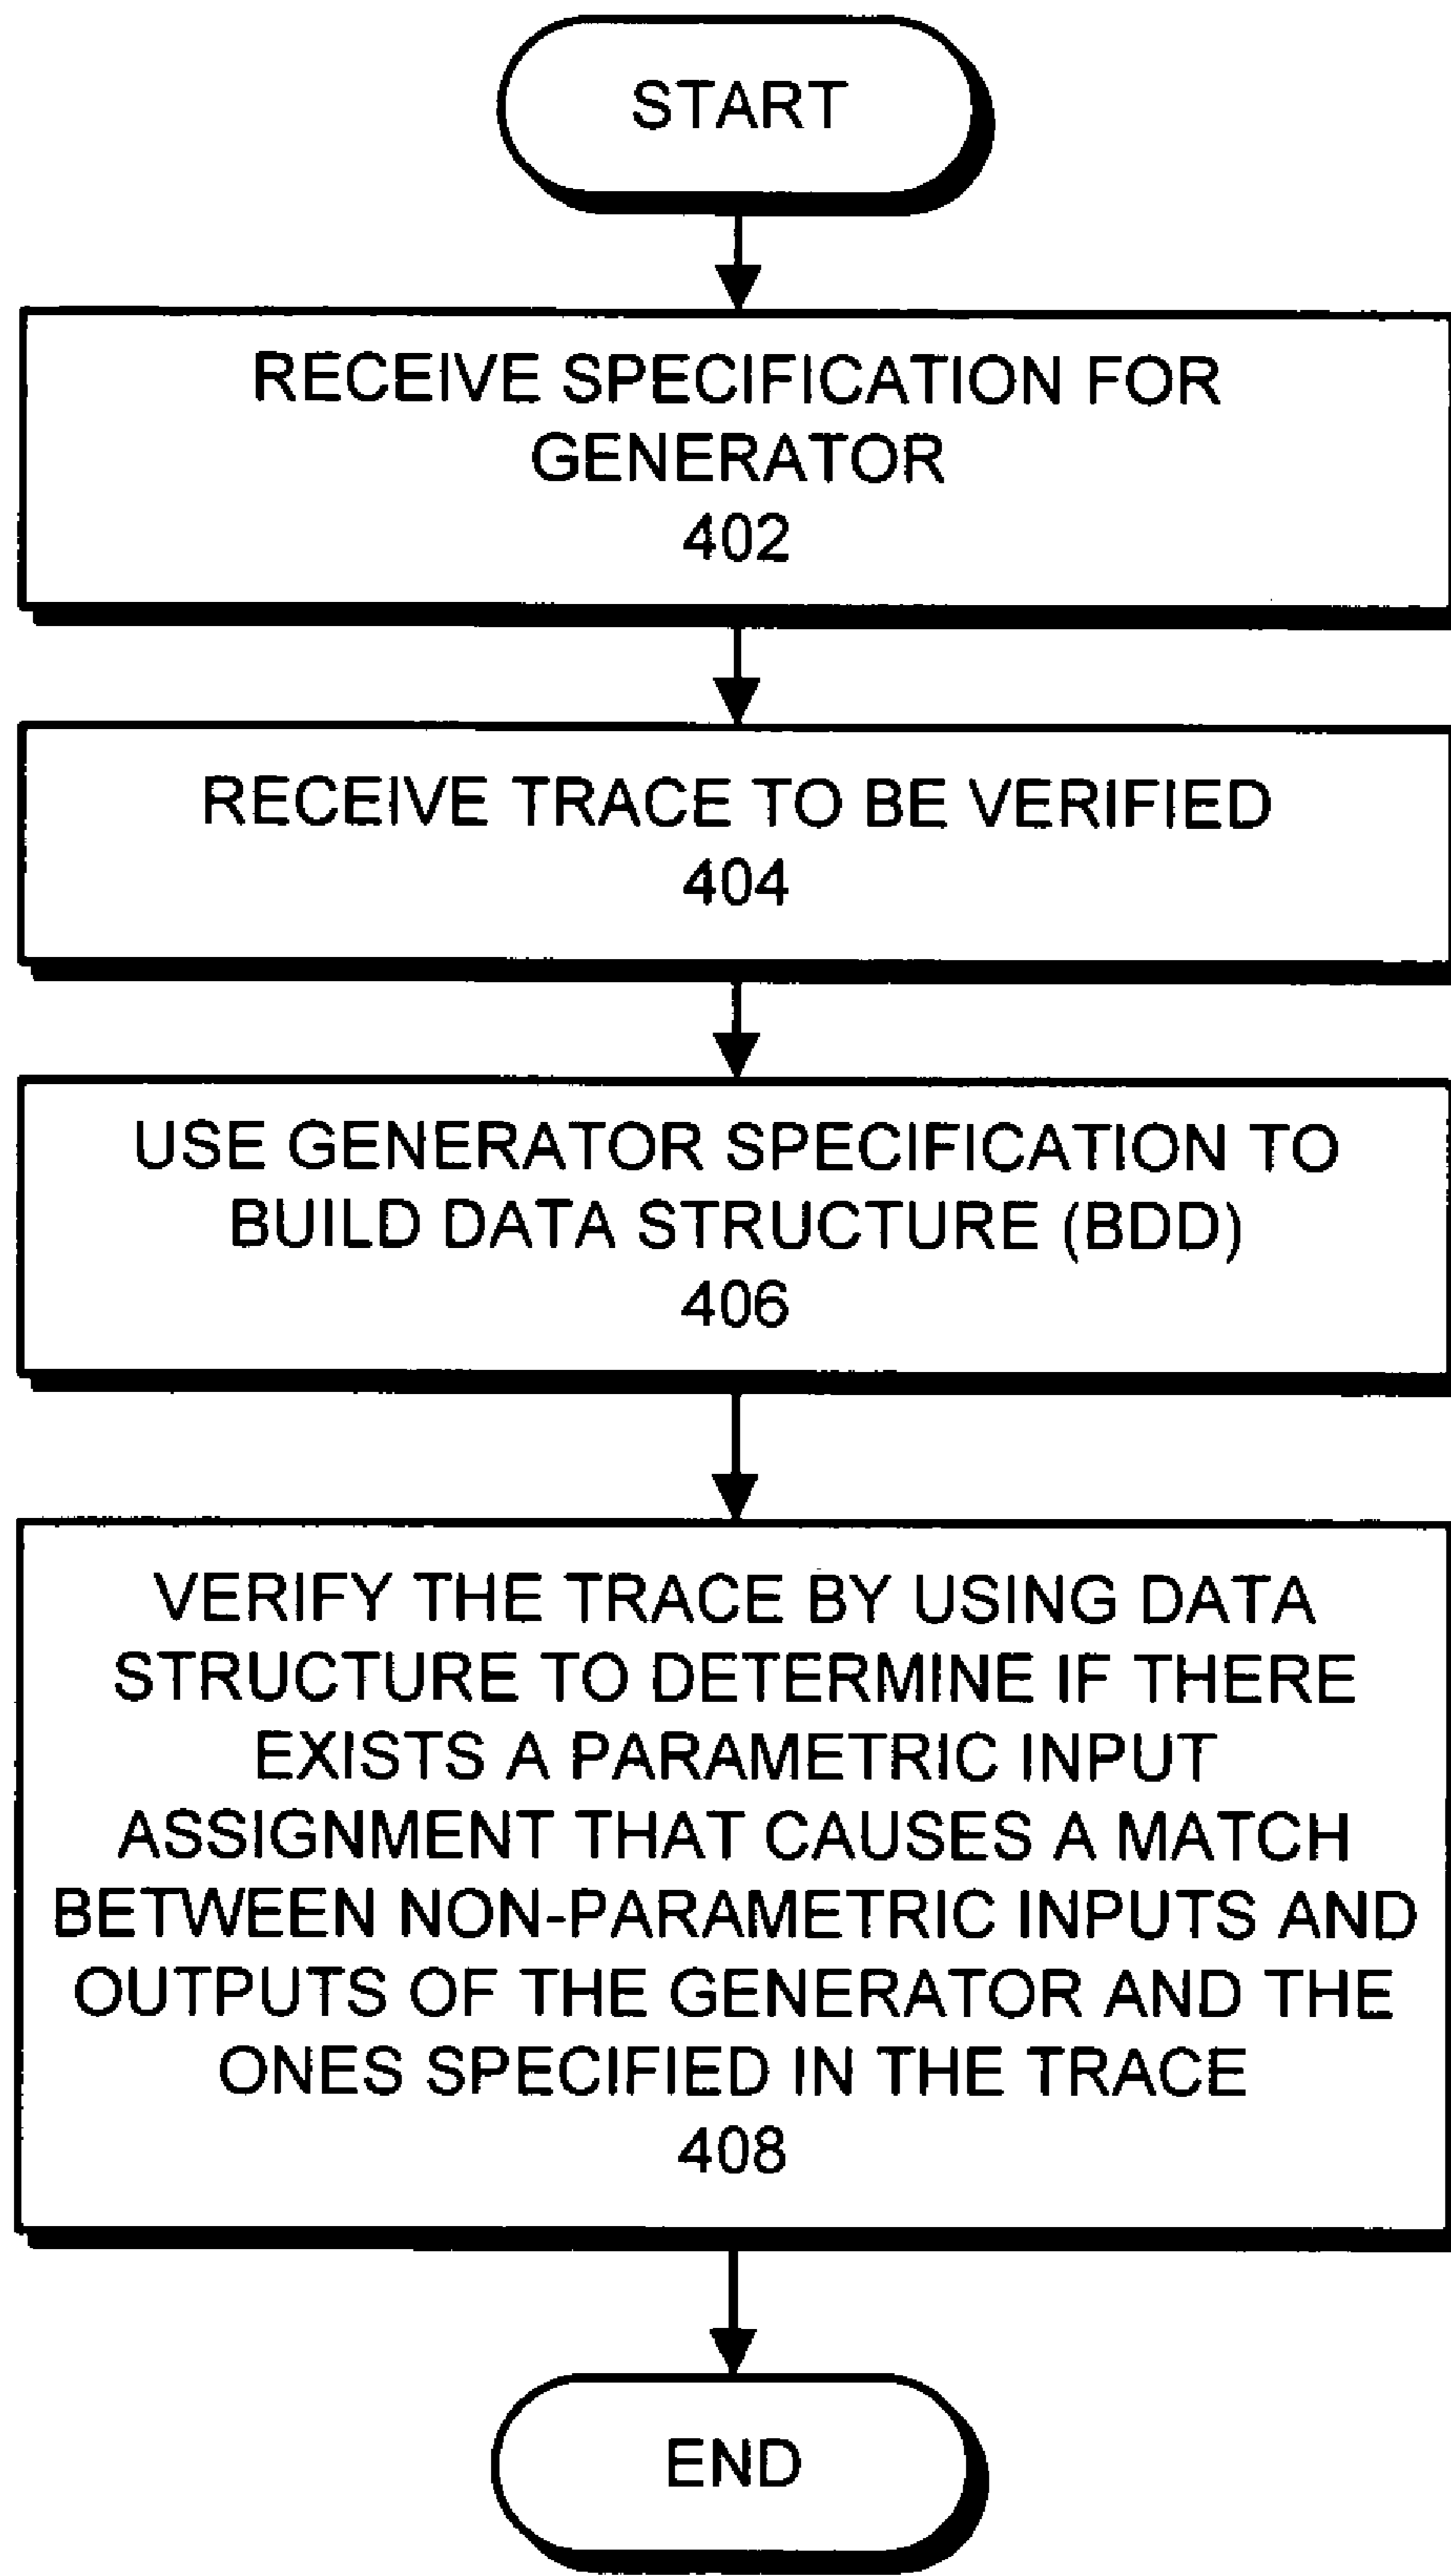 START
RECEIVE SPECIFICATION FOR
GENERATOR
402
RECEIVE TRACE TO BE VERIFIED
404
USE GENERATOR SPECIFICATION TO
BUILD DATA STRUCTURE (BDD)
406
VERIFY THE TRACE BY USING DATA
STRUCTURE TO DETERMINE IF THERE
EXISTS A PARAMETRIC INPUT
ASSIGNMENT THAT CAUSES A MATCH
BETWEEN NON-PARAMETRIC INPUTS AND
OUTPUTS OF THE GENERATOR AND THE
ONES SPECIFIED IN THE TRACE
408
END